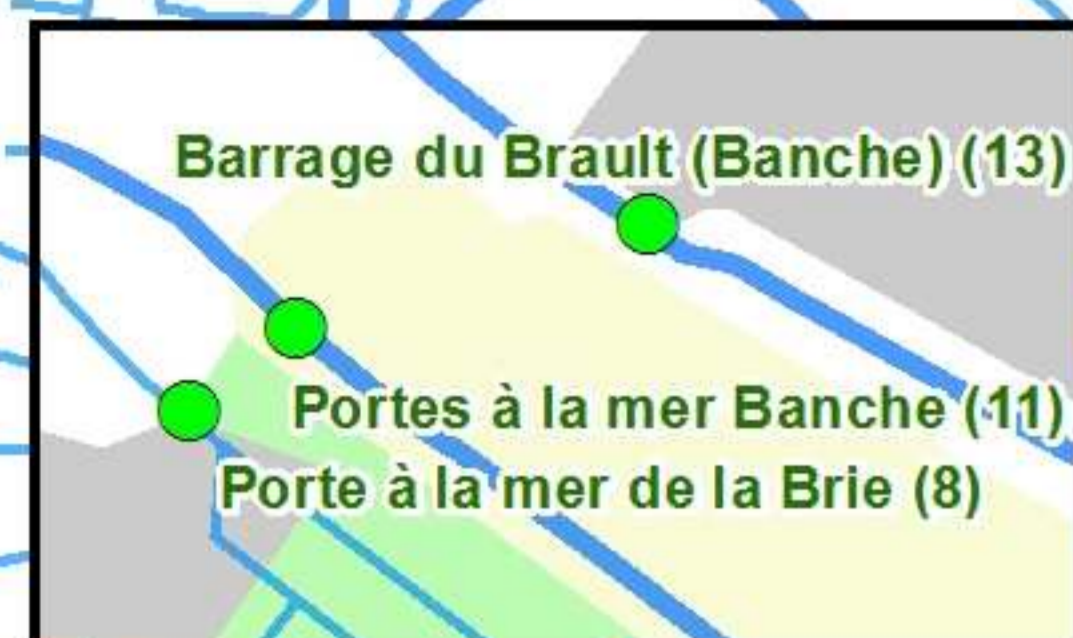 Barrage du Brault (Banche) (13)
Portes à la mer Banche (11)
Porte à la mer de la Brie (8)